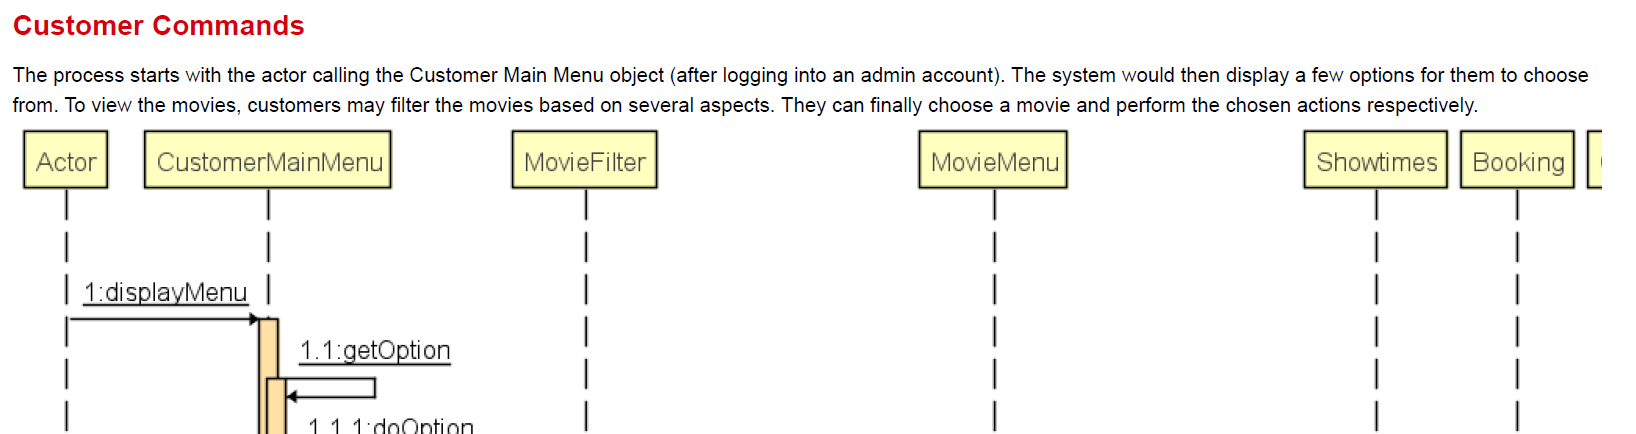 Customer Commands
The process starts with the actor calling the Customer Main Menu object (after logging into an admin account). The system would then display a few options for them to choose
from. To view the movies, customers may filter the movies based on several aspects. They can finally choose a movie and perform the chosen actions respectively.
Actor CustomerMainMenu MovieFilter MovieMenu Showtimes Booking
1:displayMenu
1.1:getOption
1.1.1:doOption